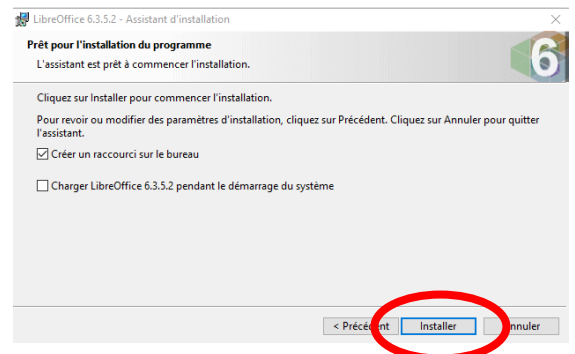 LibreOffice 6.3.5.2 - Assistant d'installation
Prêt pour l'installation du programme
L'assistant est prêt à commencer l'installation.
6
Cliquez sur Installer pour commencer l'installation.
Pour revoir ou modifier des paramètres d'installation, cliquez sur Précédent. Cliquez sur Annuler pour quitter
l'assistant.
Créer un raccourci sur le bureau
Charger LibreOffice 6.3.5.2 pendant le démarrage du système
< Précédent Installer Annuler